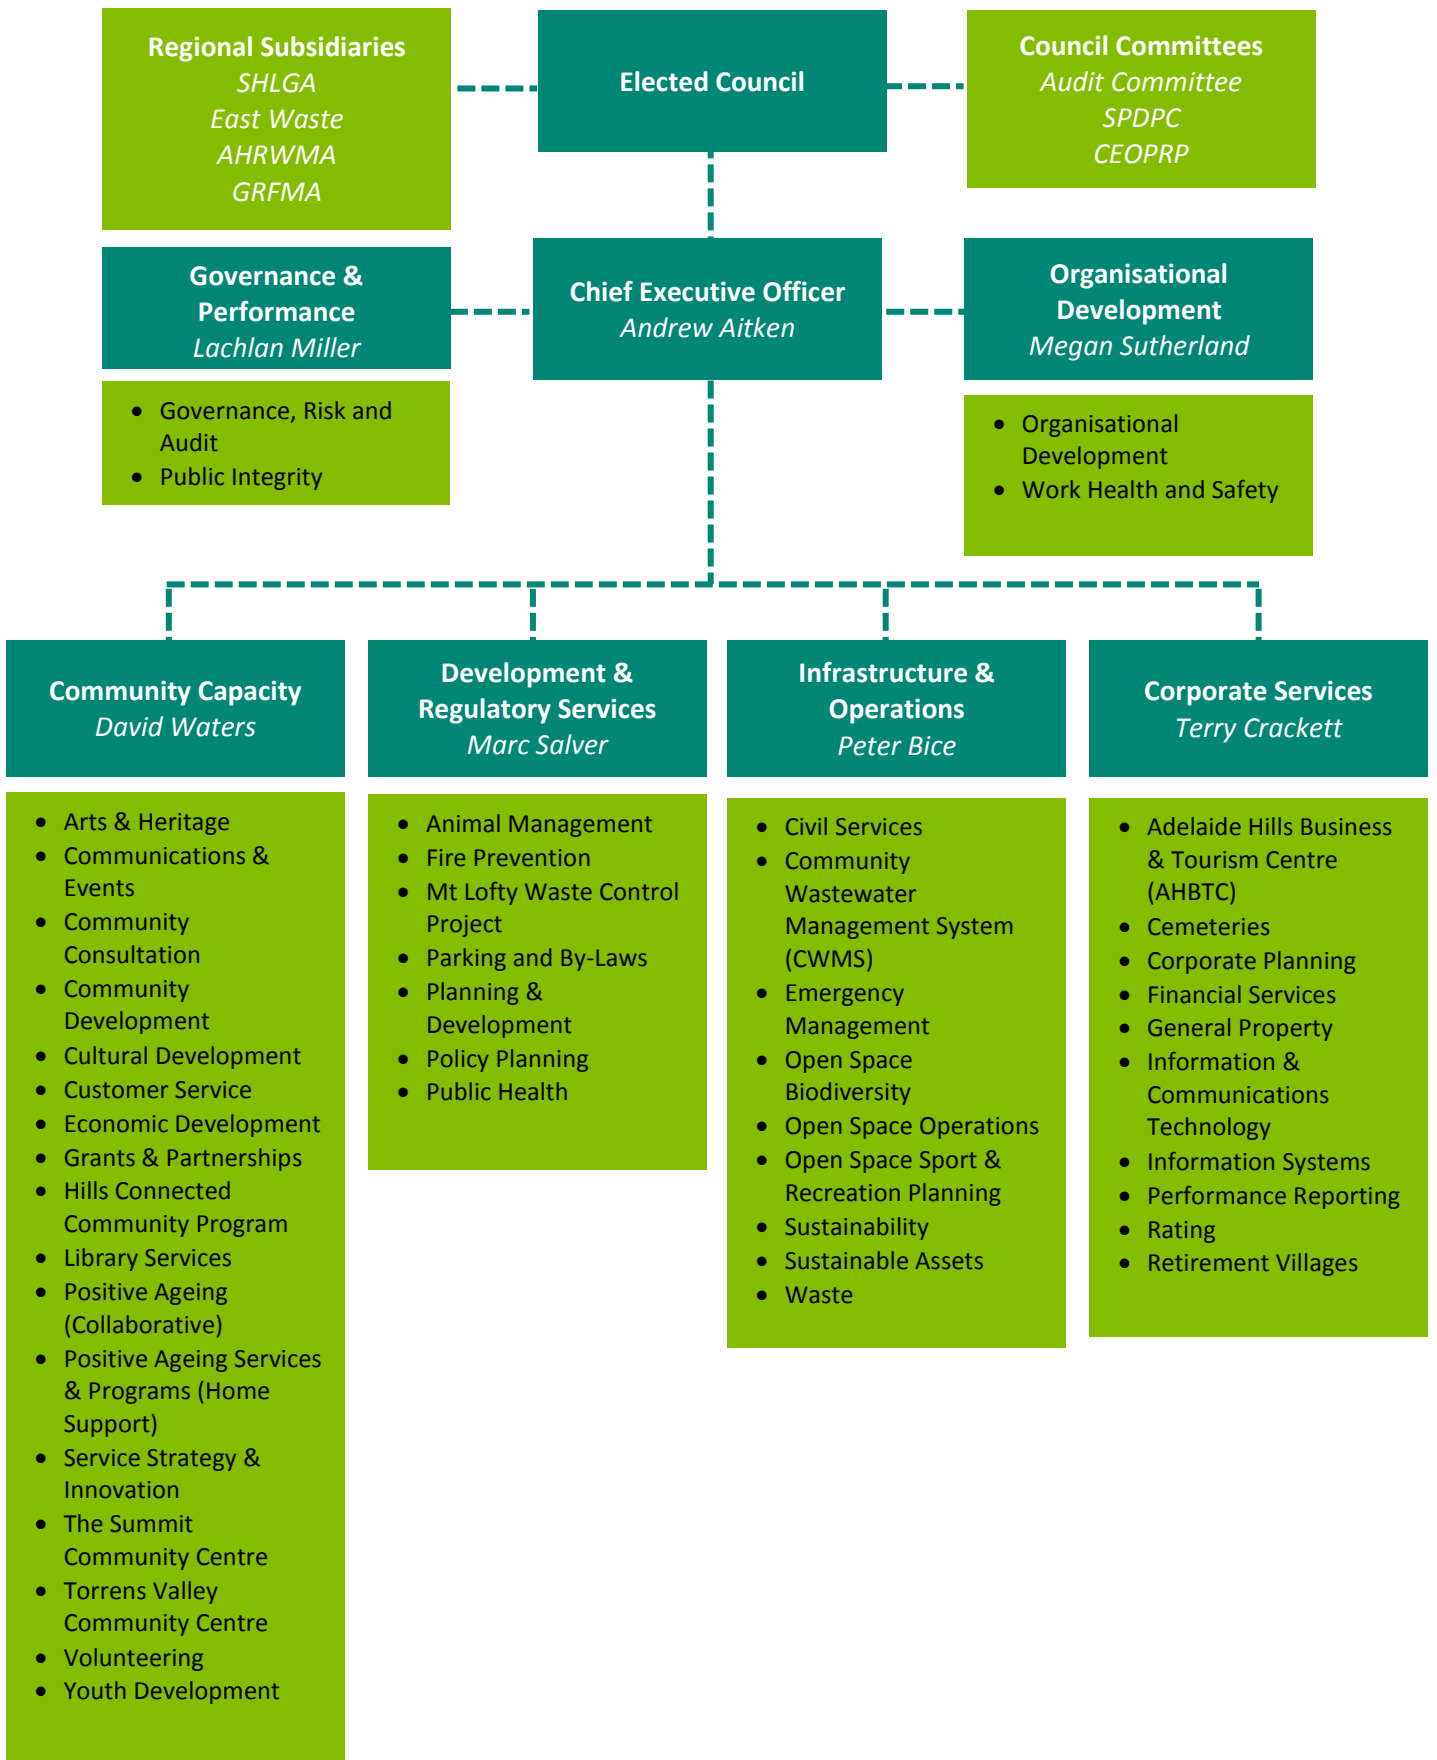 Regional Subsidiaries
SHLGA
East Waste
AHRWMA
GRFMA
Elected Council
Council Committees
Audit Committee
SPDPC
CEOPRP
Governance &
Performance
Lachlan Miller
Chief Executive Officer
Andrew Aitken
Organisational
Development
Megan Sutherland
• Governance, Risk and
Audit
• Public Integrity
• Organisational
Development
• Work Health and Safety
Community Capacity
David Waters
Development &
Regulatory Services
Marc Salver
Infrastructure &
Operations
Peter Bice
Corporate Services
Terry Crackett
• Arts & Heritage
• Communications &
Events
• Community
Consultation
• Community
Development
• Cultural Development
• Customer Service
• Economic Development
• Grants & Partnerships
• Hills Connected
Community Program
• Library Services
• Positive Ageing
(Collaborative)
• Positive Ageing Services
& Programs (Home
Support)
• Service Strategy &
Innovation
• The Summit
Community Centre
• Torrens Valley
Community Centre
• Volunteering
• Youth Development
• Animal Management
• Fire Prevention
• Mt Lofty Waste Control
Project
• Parking and By-Laws
• Planning &
Development
• Policy Planning
• Public Health
• Civil Services
• Community
Wastewater
Management System
(CWMS)
• Emergency
Management
• Open Space
Biodiversity
• Open Space Operations
• Open Space Sport &
Recreation Planning
• Sustainability
• Sustainable Assets
• Waste
• Adelaide Hills Business
& Tourism Centre
(AHBTC)
• Cemeteries
• Corporate Planning
• Financial Services
• General Property
• Information &
Communications
Technology
• Information Systems
• Performance Reporting
• Rating
• Retirement Villages